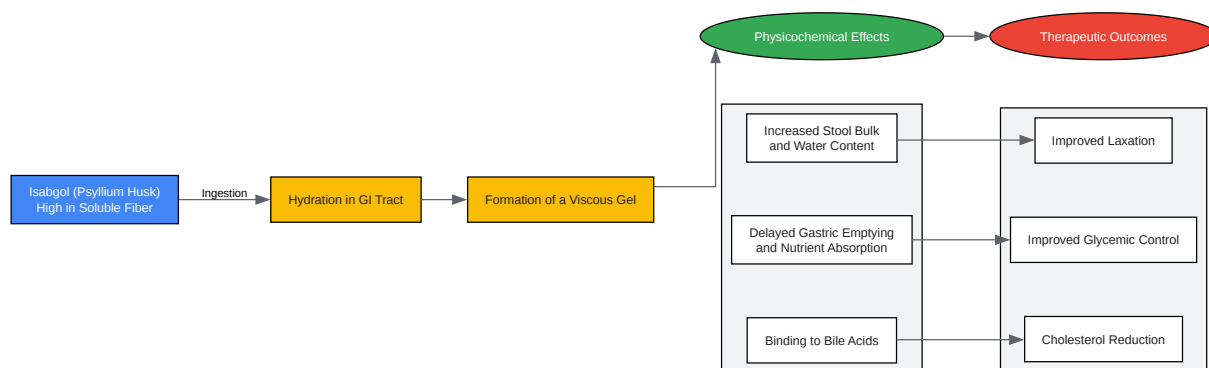 Physicochemical Effects
Therapeutic Outcomes
Increased Stool Bulk
and Water Content
Improved Laxation
Isabgol (Psyllium Husk)
High in Soluble Fiber
Ingestion
Hydration in GI Tract
Formation of a Viscous Gel
Delayed Gastric Emptying
and Nutrient Absorption
Improved Glycemic Control
Binding to Bile Acids
Cholesterol Reduction